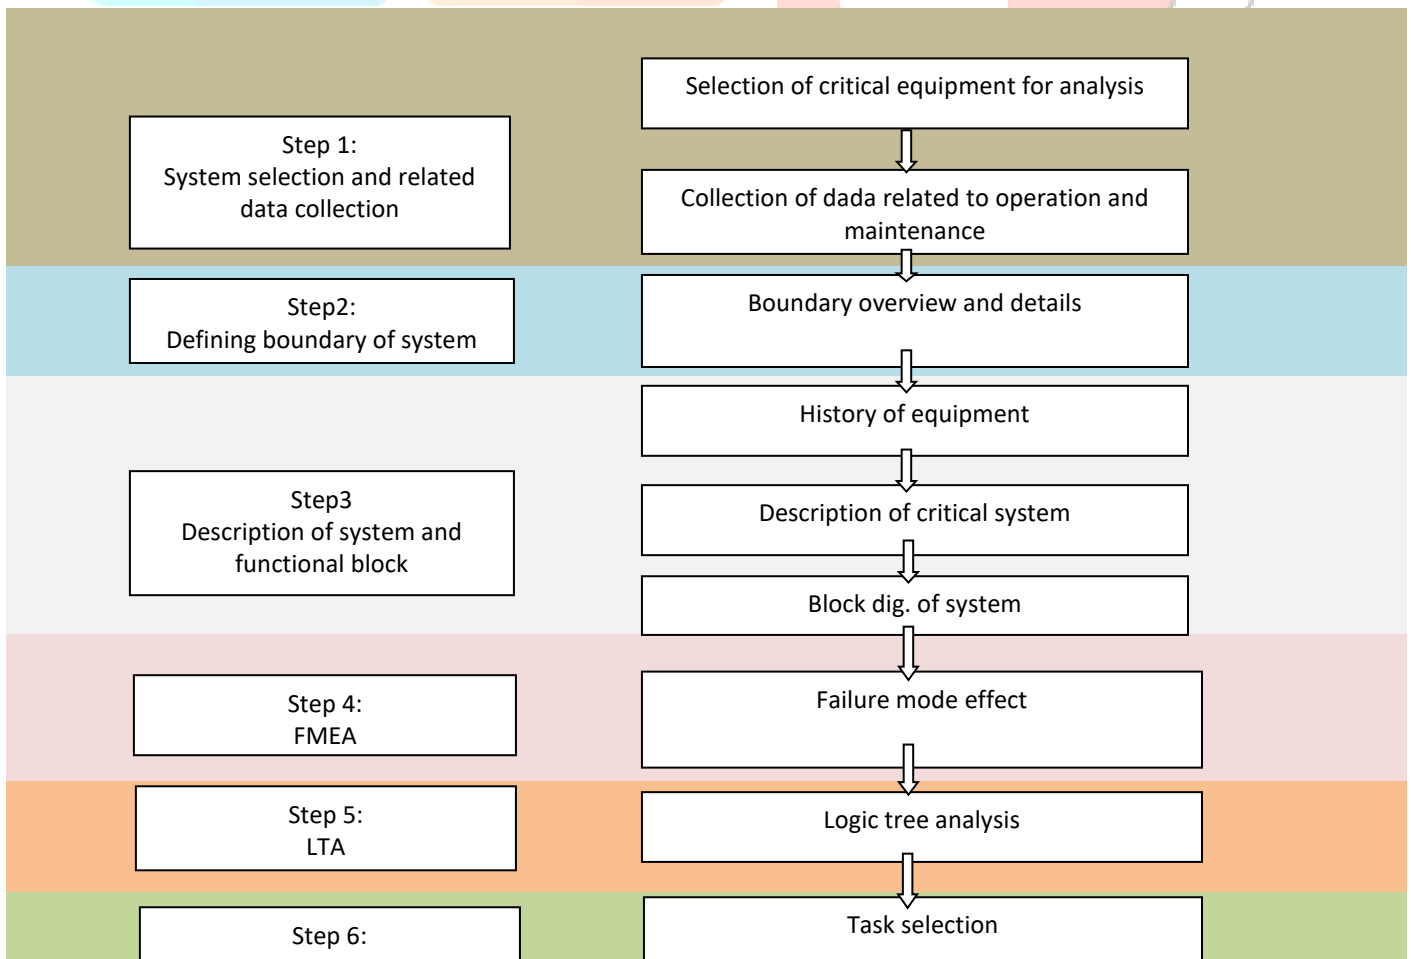 Selection of critical equipment for analysis
Step 1:
System selection and related
data collection
Collection of dada related to operation and
maintenance
Step2:
Defining boundary of system
Boundary overview and details
History of equipment
Step3
Description of system and
functional block
Description of critical system
Block dig. of system
Step 4:
FMEA
Failure mode effect
Step 5:
LTA
Logic tree analysis
Step 6:
Task selection